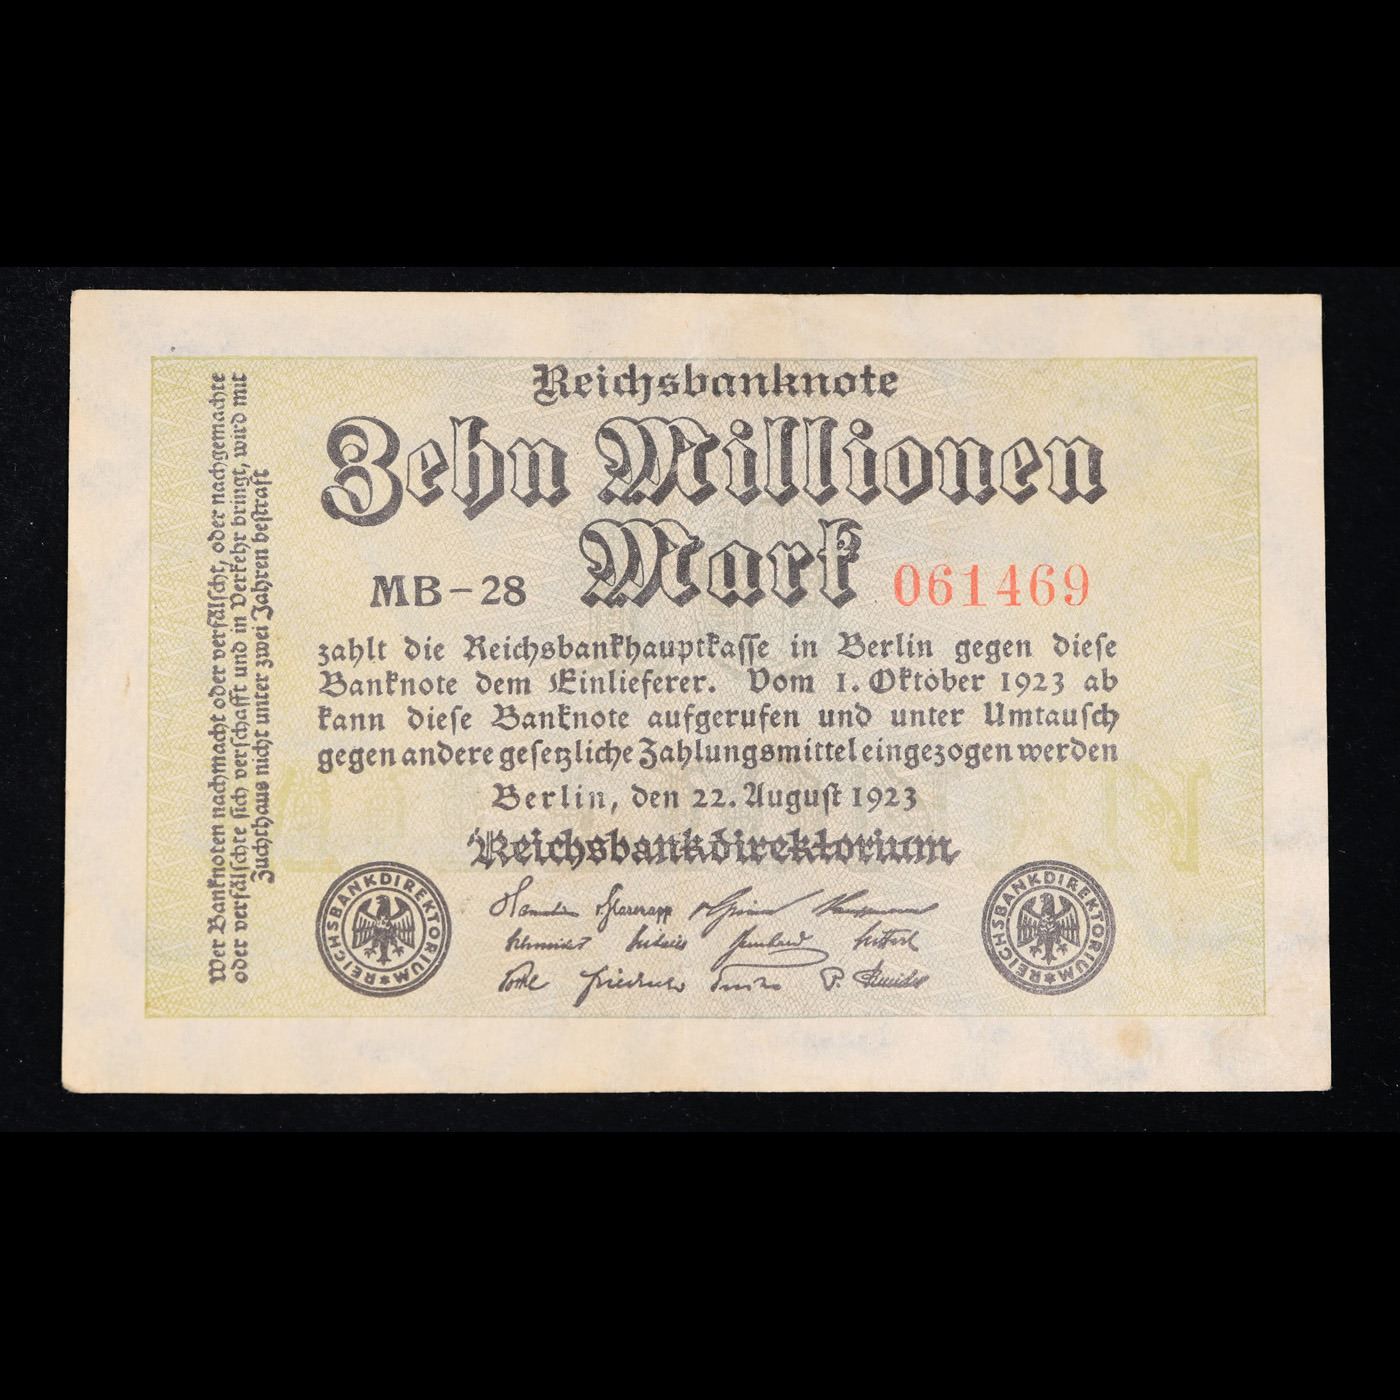 Reichsbanknote
Zehn Millionen
Mark
MB-28
061469
zahlt die Reichsbankhauptkasse in Berlin gegen diese
Banknote dem Einlieferer. Vom 1. Oktober 1923 ab
kann diese Banknote aufgerufen und unter Umtausch
gegen andere gesetzliche Zahlungsmittel eingezogen werden
Berlin, den 22. August 1923
Reichsbankdirektorium
REICHSBANKDIREKTORIUM
REICHSBANKDIREKTORIUM
Wer Banknoten nachmacht oder verfälscht, oder nachgemachte
oder verfälschte sich verschafft und in Verkehr bringt, wird mit
Zuchthaus nicht unter zwei Jahren bestraft